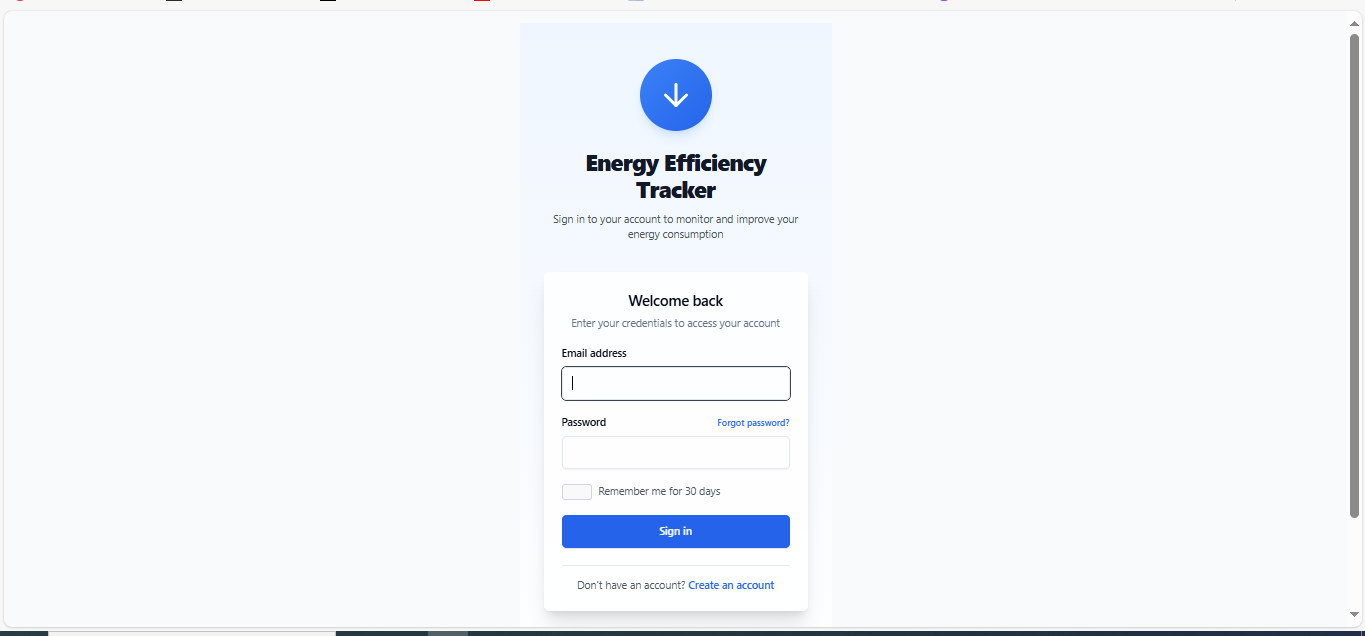 Energy Efficiency
Tracker
Sign in to your account to monitor and improve your
energy consumption
Welcome back
Enter your credentials to access your account
Email address
Password
Forgot password?
Remember me for 30 days
Sign in
Don't have an account? Create an account